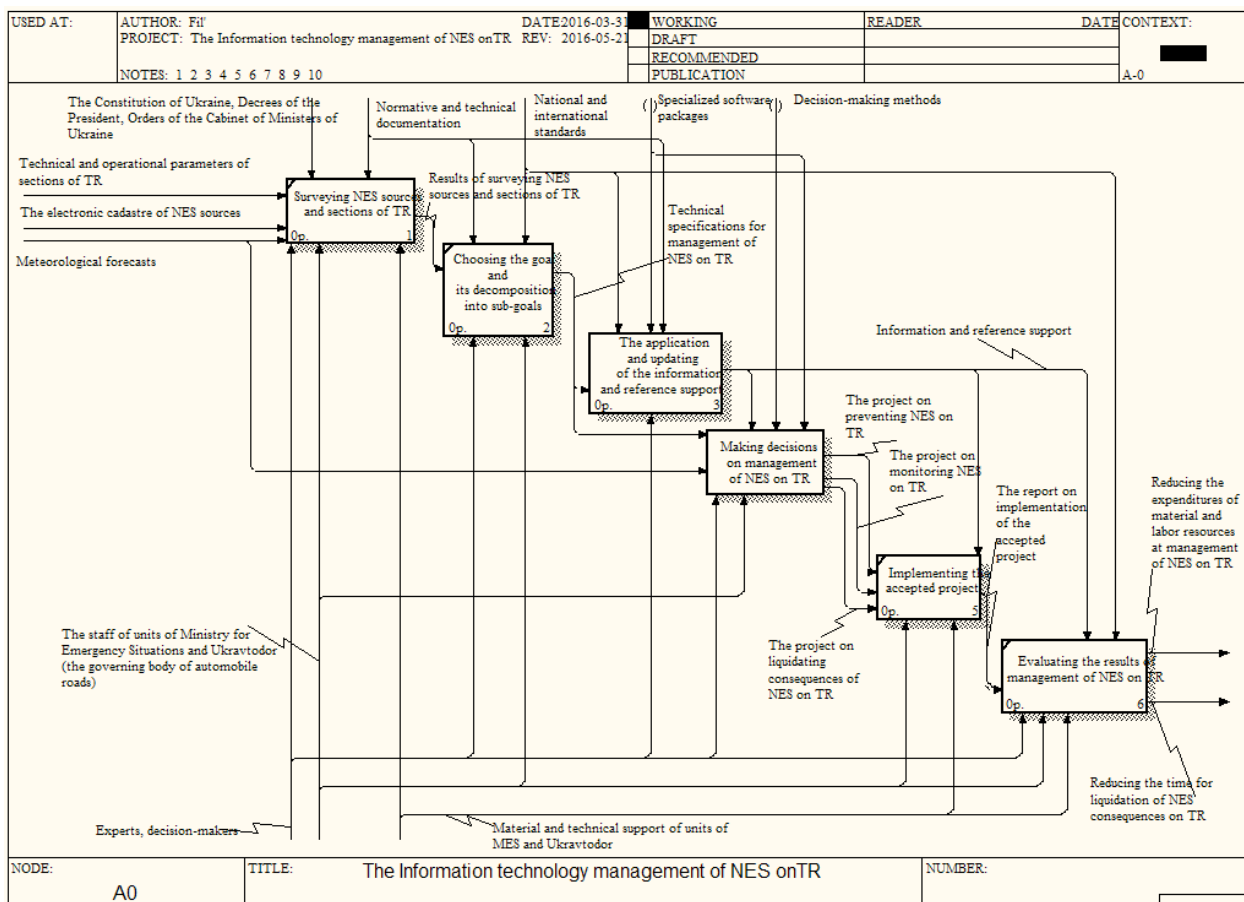 USED AT:
AUTHOR: Fil'
DATE:2016-03-31
PROJECT: The Information technology management of NES onTR
REV: 2016-05-21
NOTES: 1 2 3 4 5 6 7 8 9 10
WORKING
DRAFT
RECOMMENDED
PUBLICATION
READER
DATE
CONTEXT:
A-0
The Constitution of Ukraine, Decrees of the
President, Orders of the Cabinet of Ministers of
Ukraine
Normative and technical
documentation
National and
international
standards
Specialized software
packages
Decision-making methods
Technical and operational parameters of
sections of TR
The electronic cadastre of NES sources
Meteorological forecasts
Surveying NES sources
and sections of TR
0p.
1
Results of surveying NES
sources and sections of TR
Choosing the goal
and
its decomposition
into sub-goals
0p.
2
Technical
specifications for
management of
NES on TR
The application
and updating
of the information
and reference support
0p.
3
Information and reference support
Making decisions
on management
of NES on TR
The project on
preventing NES on
TR
The project on
monitoring NES
on TR
The report on
implementation
of the
accepted
project
Reducing the
expenditures of
material and
labor resources
at management
of NES on TR
Implementing the
accepted project
0p.
5
The project on
liquidating
consequences of
NES on TR
The staff of units of Ministry for
Emergency Situations and Ukravtodor
(the governing body of automobile
roads)
Evaluating the results of
management of NES on TR
0p.
6
Reducing the time for
liquidation of NES
consequences on TR
Experts, decision-makers
Material and technical support of units of
MES and Ukravtodor
NODE:
A0
TITLE:
The Information technology management of NES onTR
NUMBER: